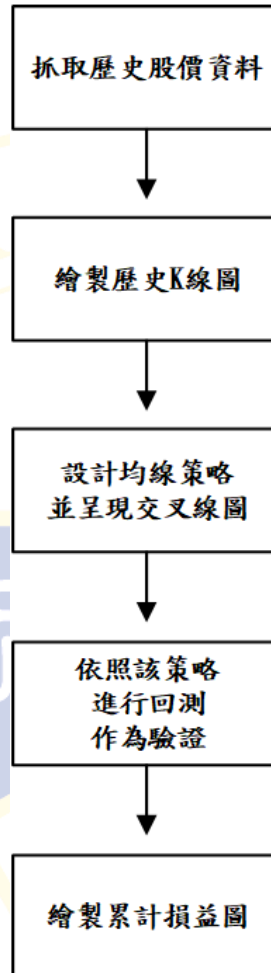 抓取歷史股價資料
繪製歷史K線圖
設計均線策略
並呈現交叉線圖
依照該策略
進行回測
作為驗證
繪製累計損益圖